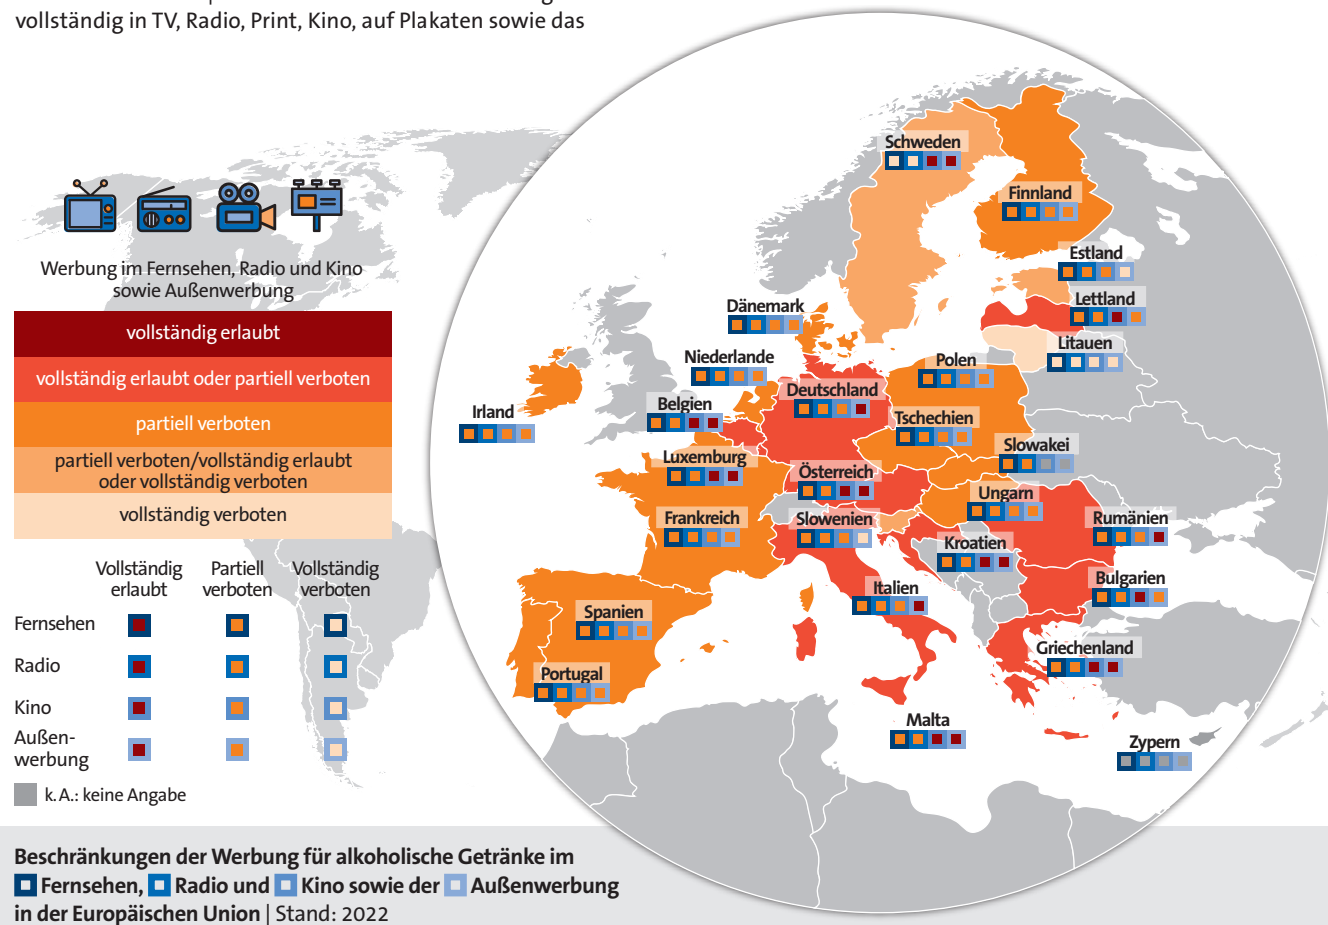 vollständig in TV, Radio, Print, Kino, auf Plakaten sowie das
Werbung im Fernsehen, Radio und Kino
sowie Außenwerbung
vollständig erlaubt
vollständig erlaubt oder partiell verboten
partiell verboten
partiell verboten/vollständig erlaubt
oder vollständig verboten
vollständig verboten
Vollständig erlaubt
Partiell verboten
Vollständig verboten
Fernsehen
Radio
Kino
Außen-
werbung
k. A.: keine Angabe
Schweden
Finnland
Estland
Lettland
Litauen
Dänemark
Niederlande
Belgien
Irland
Deutschland
Polen
Tschechien
Slowakei
Luxemburg
Österreich
Ungarn
Frankreich
Slowenien
Kroatien
Rumänien
Bulgarien
Italien
Spanien
Portugal
Griechenland
Malta
Zypern
Beschränkungen der Werbung für alkoholische Getränke im
Fernsehen, Radio und Kino sowie der Außenwerbung
in der Europäischen Union | Stand: 2022